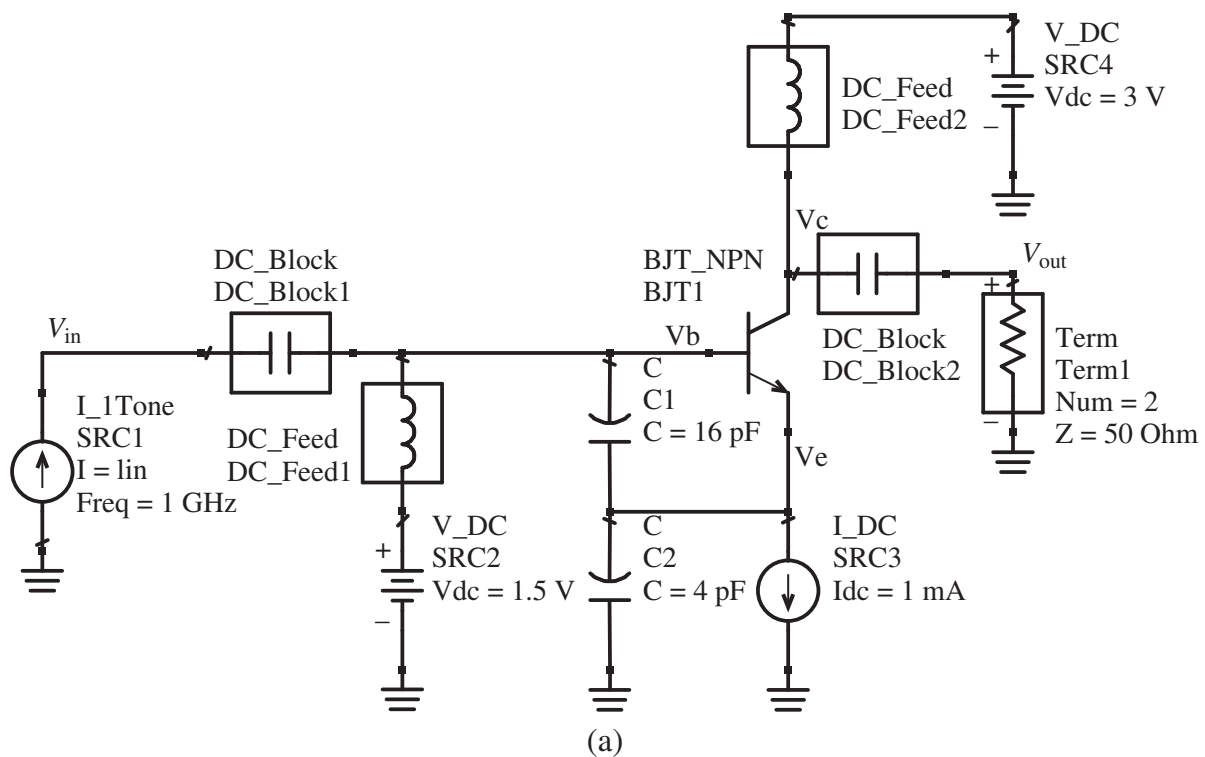 V_DC
SRC4
Vdc = 3 V
+
−
DC_Feed
DC_Feed2
Vc
DC_Block
DC_Block1
BJT_NPN
BJT1
Vout
+
−
Vin
Vb
DC_Block
DC_Block2
Term
Term1
Num = 2
Z = 50 Ohm
I_1Tone
SRC1
I = lin
Freq = 1 GHz
DC_Feed
DC_Feed1
C
C1
C = 16 pF
Ve
V_DC
SRC2
Vdc = 1.5 V
+
−
C
C2
C = 4 pF
I_DC
SRC3
Idc = 1 mA
(a)